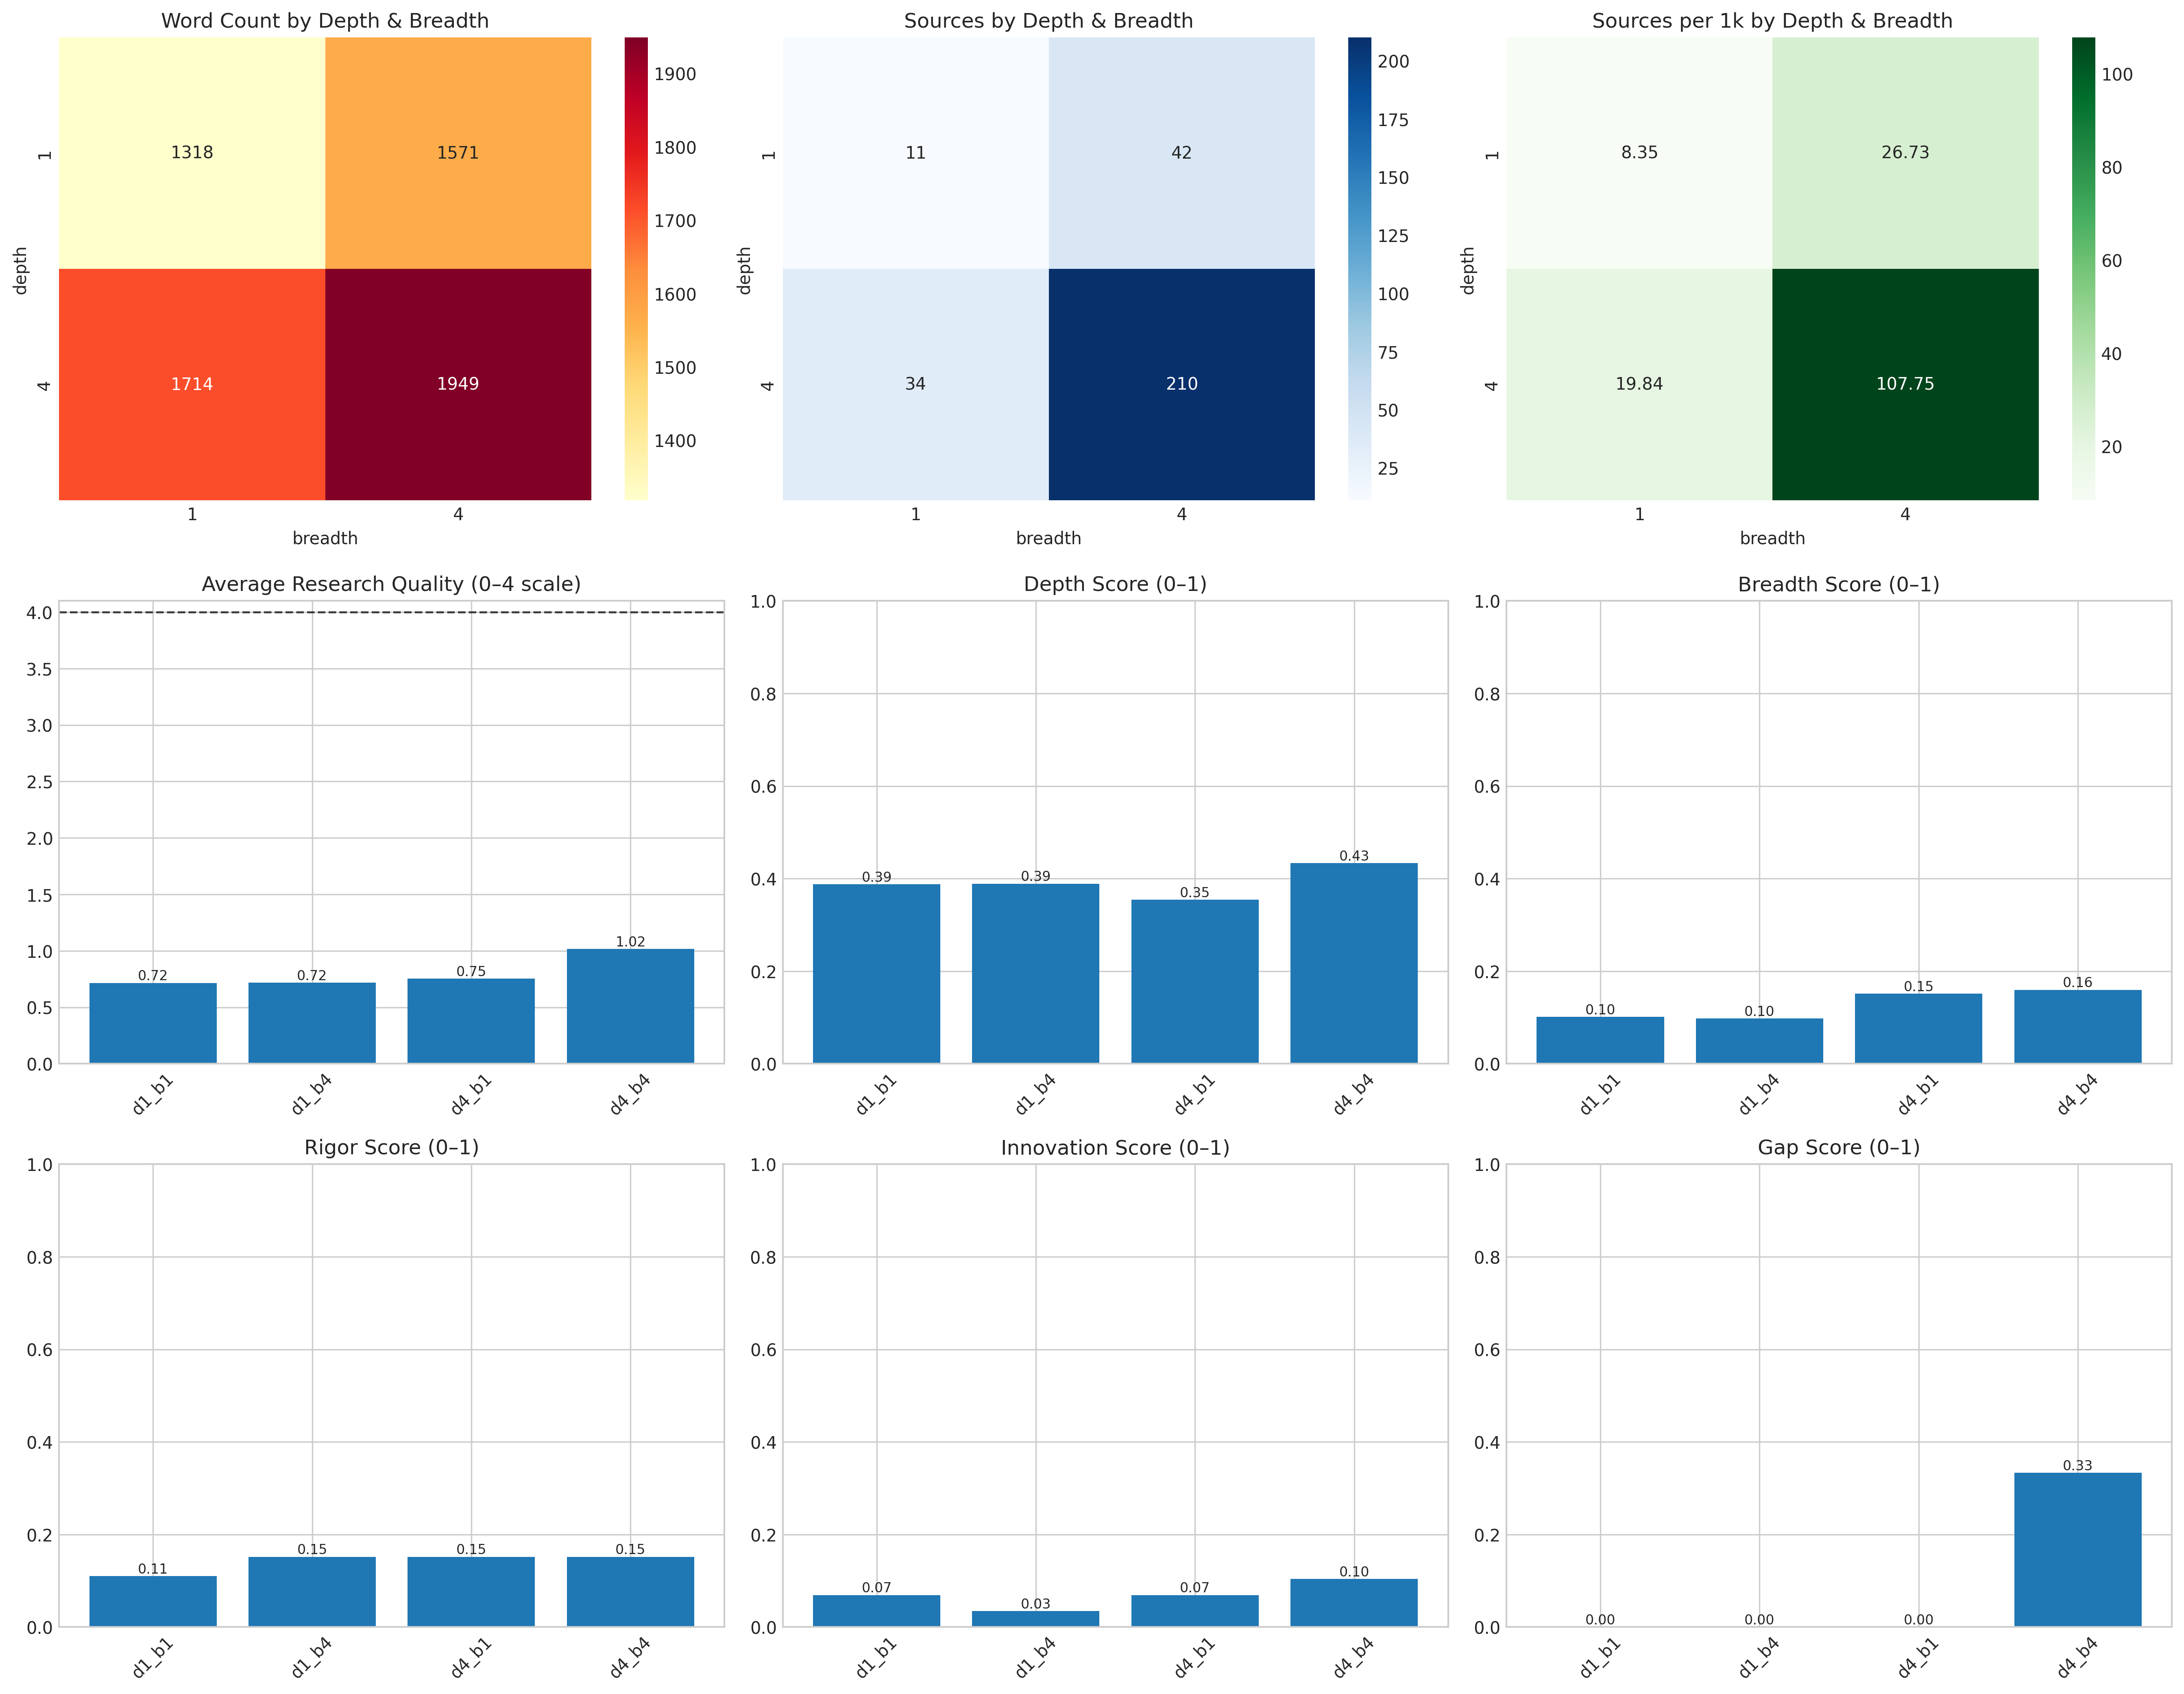 Word Count by Depth & Breadth
1318
1571
1714
1949
1
4
depth
1
4
breadth
1900
1800
1700
1600
1500
1400
Sources by Depth & Breadth
11
42
34
210
1
4
depth
1
4
breadth
200
175
150
125
100
75
50
25
Sources per 1k by Depth & Breadth
8.35
26.73
19.84
107.75
1
4
depth
1
4
breadth
100
80
60
40
20
Average Research Quality (0–4 scale)
4.0
3.5
3.0
2.5
2.0
1.5
1.0
0.5
0.0
0.72
0.72
0.75
1.02
d1_b1
d1_b4
d4_b1
d4_b4
Depth Score (0–1)
1.0
0.8
0.6
0.4
0.2
0.0
0.39
0.39
0.35
0.43
d1_b1
d1_b4
d4_b1
d4_b4
Breadth Score (0–1)
1.0
0.8
0.6
0.4
0.2
0.0
0.10
0.10
0.15
0.16
d1_b1
d1_b4
d4_b1
d4_b4
Rigor Score (0–1)
1.0
0.8
0.6
0.4
0.2
0.0
0.11
0.15
0.15
0.15
d1_b1
d1_b4
d4_b1
d4_b4
Innovation Score (0–1)
1.0
0.8
0.6
0.4
0.2
0.0
0.07
0.03
0.07
0.10
d1_b1
d1_b4
d4_b1
d4_b4
Gap Score (0–1)
1.0
0.8
0.6
0.4
0.2
0.0
0.00
0.00
0.00
0.33
d1_b1
d1_b4
d4_b1
d4_b4